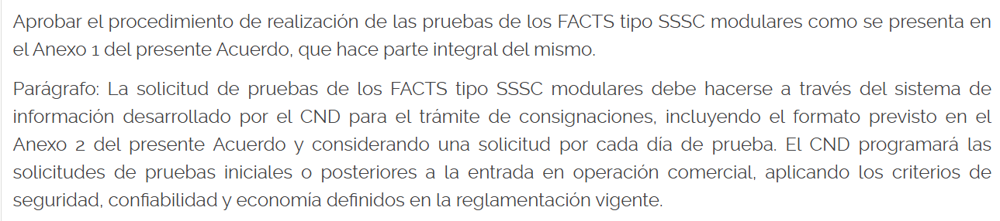 Aprobar el procedimiento de realización de las pruebas de los FACTS tipo SSSC modulares como se presenta en
el Anexo 1 del presente Acuerdo, que hace parte integral del mismo.
Parágrafo: La solicitud de pruebas de los FACTS tipo SSSC modulares debe hacerse a través del sistema de
información desarrollado por el CND para el trámite de consignaciones, incluyendo el formato previsto en el
Anexo 2 del presente Acuerdo y considerando una solicitud por cada día de prueba. El CND programará las
solicitudes de pruebas iniciales o posteriores a la entrada en operación comercial, aplicando los criterios de
seguridad, confiabilidad y economía definidos en la reglamentación vigente.